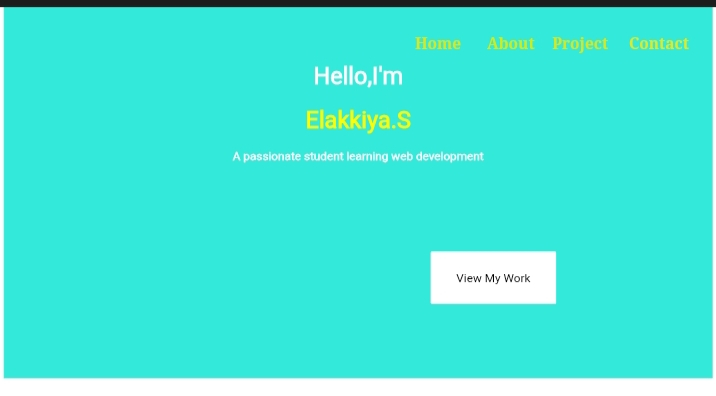 Home About Project Contact
Hello,I'm
Elakkiya.S
A passionate student learning web development
View My Work